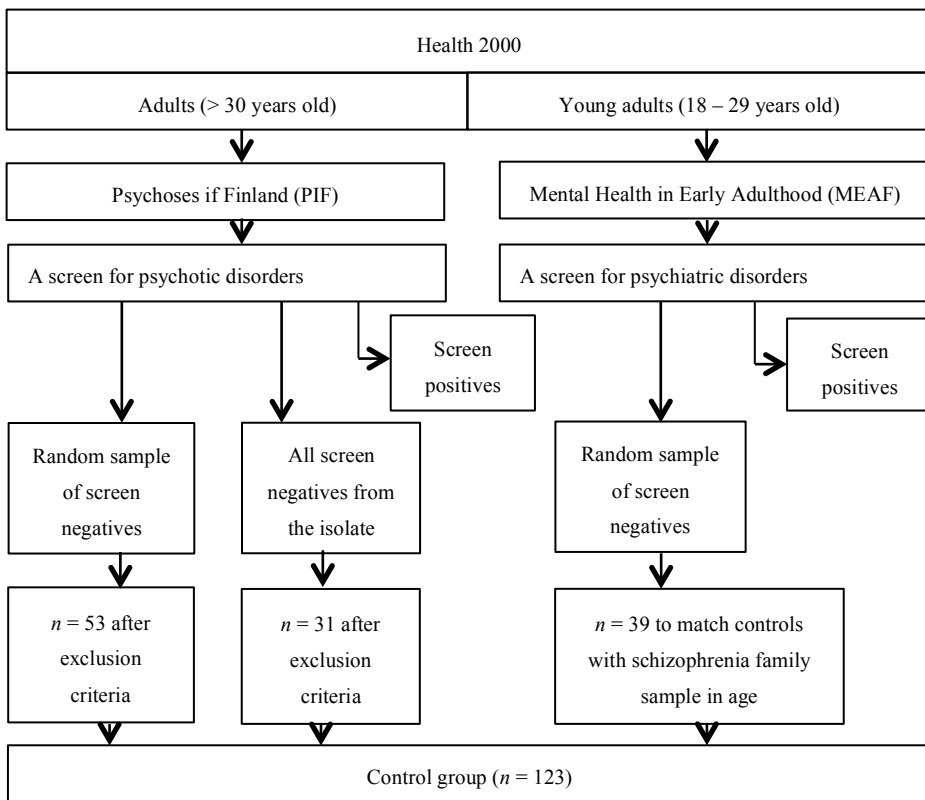 Health 2000
Adults (> 30 years old)
Young adults (18 – 29 years old)
Psychoses if Finland (PIF)
Mental Health in Early Adulthood (MEAF)
A screen for psychotic disorders
A screen for psychiatric disorders
Screen
positives
Screen
positives
Random sample
of screen
negatives
All screen
negatives from
the isolate
Random sample
of screen
negatives
n = 53 after
exclusion
criteria
n = 31 after
exclusion
criteria
n = 39 to match controls
with schizophrenia family
sample in age
Control group (n = 123)